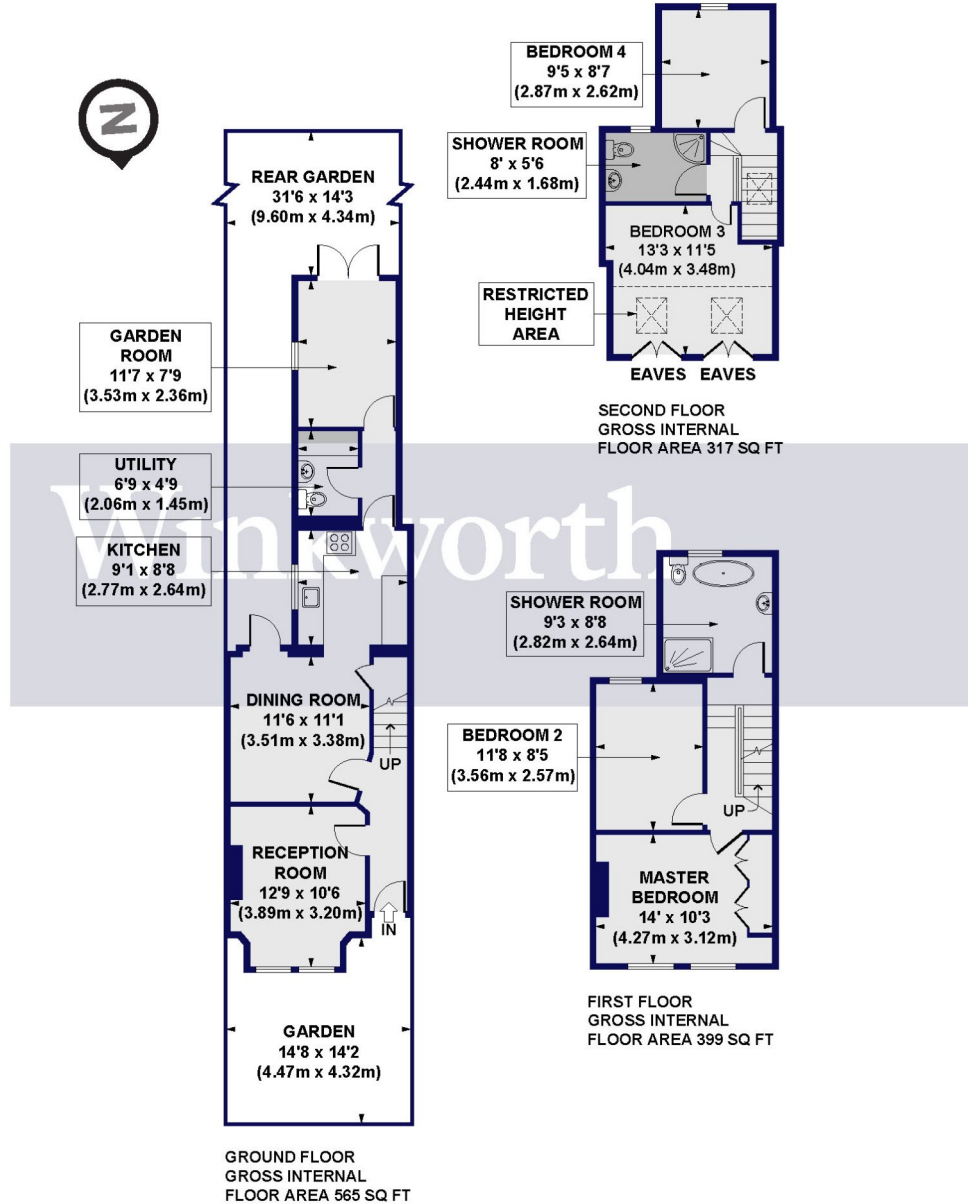 BEDROOM 4
9'5 x 8'7
(2.87m x 2.62m)
SHOWER ROOM
8' x 5'6
(2.44m x 1.68m)
BEDROOM 3
13'3 x 11'5
(4.04m x 3.48m)
RESTRICTED
HEIGHT
AREA
EAVES EAVES
SECOND FLOOR
GROSS INTERNAL
FLOOR AREA 317 SQ FT
N
REAR GARDEN
31'6 x 14'3
(9.60m x 4.34m)
GARDEN
ROOM
11'7 x 7'9
(3.53m x 2.36m)
UTILITY
6'9 x 4'9
(2.06m x 1.45m)
Winkworth
KITCHEN
9'1 x 8'8
(2.77m x 2.64m)
DINING ROOM
11'6 x 11'1
(3.51m x 3.38m)
UP
RECEPTION
ROOM
12'9 x 10'6
(3.89m x 3.20m)
IN
GARDEN
14'8 x 14'2
(4.47m x 4.32m)
GROUND FLOOR
GROSS INTERNAL
FLOOR AREA 565 SQ FT
SHOWER ROOM
9'3 x 8'8
(2.82m x 2.64m)
BEDROOM 2
11'8 x 8'5
(3.56m x 2.57m)
UP
MASTER
BEDROOM
14' x 10'3
(4.27m x 3.12m)
FIRST FLOOR
GROSS INTERNAL
FLOOR AREA 399 SQ FT